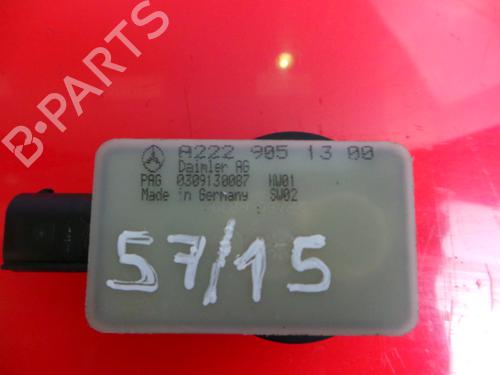 A222 905 13 00
Daimler AG
PAG 0309130087 HW01
Made in Germany SW02
57/15
B-PARTS